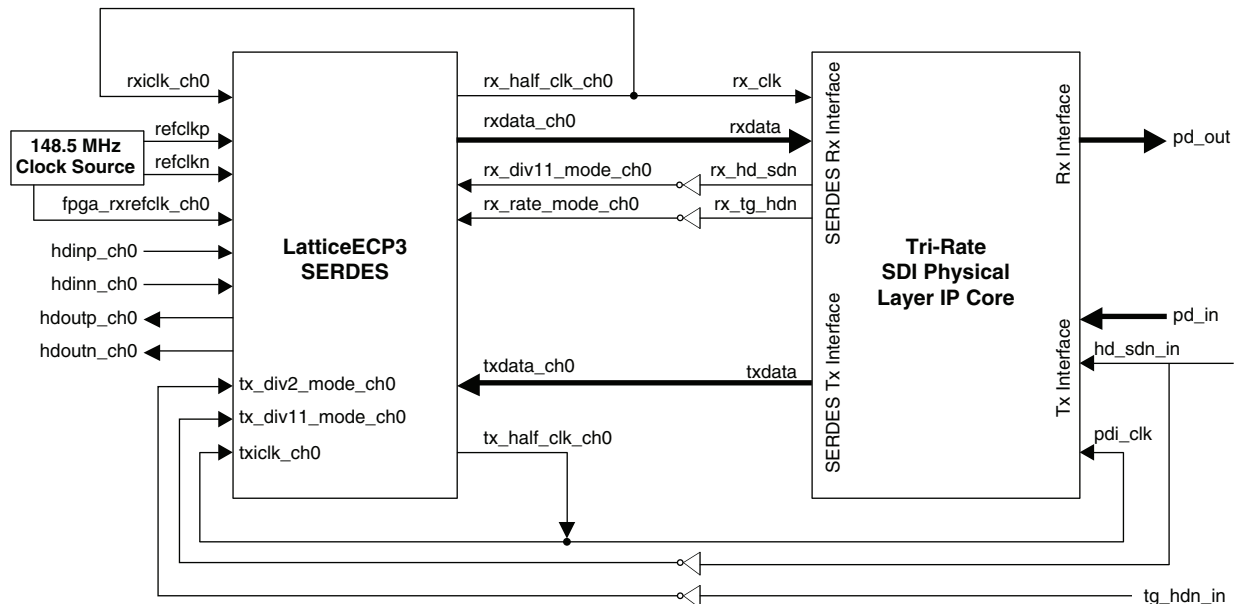 rxiclk_ch0
rx_half_clk_ch0
rx_clk
refclkp
rxdata_ch0
rxdata
148.5 MHz
Clock Source
refclkn
rx_div11_mode_ch0
rx_hd_sdn
fpga_rxrefclk_ch0
rx_rate_mode_ch0
rx_tg_hdn
SERDES Rx Interface
Rx Interface
pd_out
hdinp_ch0
LatticeECP3
SERDES
Tri-Rate
SDI Physical
Layer IP Core
hdinn_ch0
hdoutp_ch0
pd_in
hdoutn_ch0
hd_sdn_in
txdata_ch0
txdata
tx_div2_mode_ch0
tx_div11_mode_ch0
SERDES Tx Interface
Tx Interface
tx_half_clk_ch0
pdi_clk
txiclk_ch0
tg_hdn_in